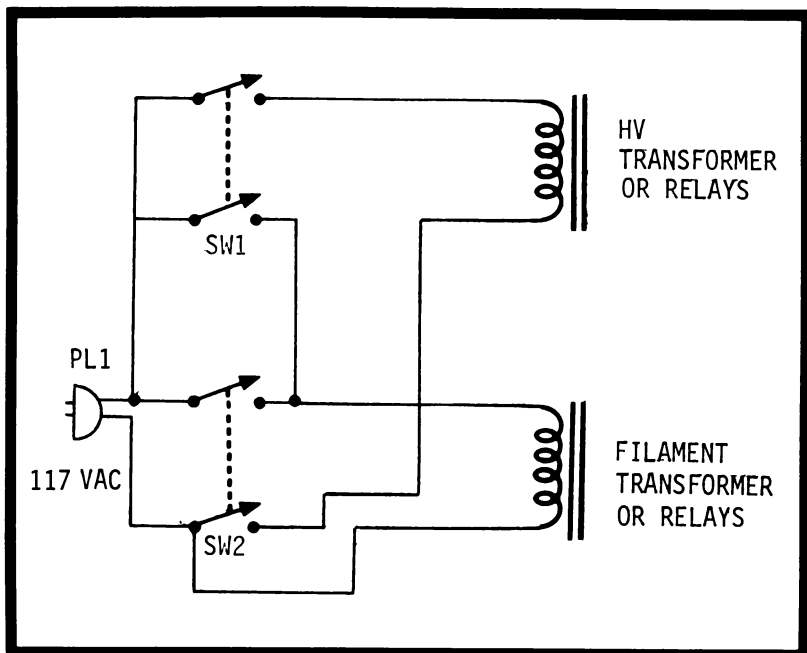 HV
TRANSFORMER
OR RELAYS
SW1
PL1
117 VAC
FILAMENT
TRANSFORMER
OR RELAYS
SW2